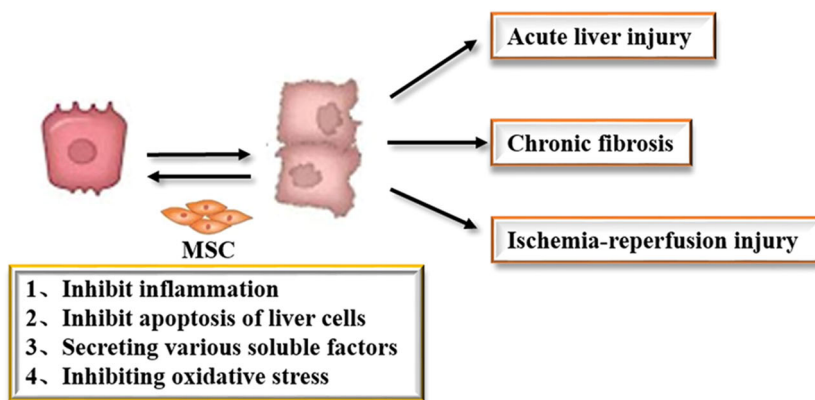 Acute liver injury
Chronic fibrosis
Ischemia-reperfusion injury
MSC
1、Inhibit inflammation
2、Inhibit apoptosis of liver cells
3、Secreting various soluble factors
4、Inhibiting oxidative stress